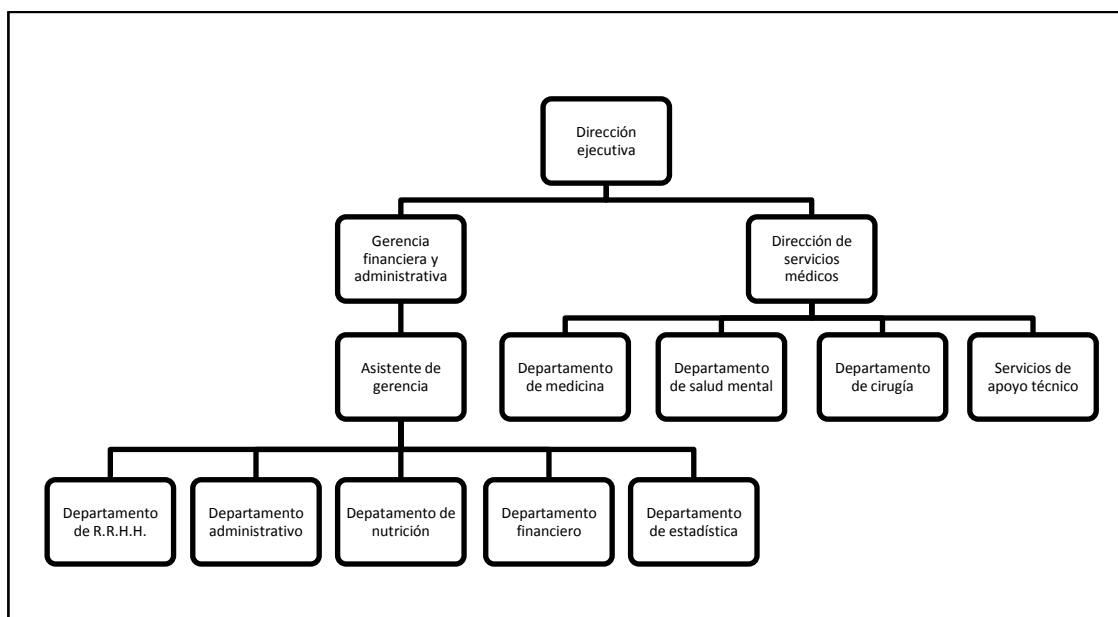 Dirección
ejecutiva
Gerencia
financiera y
administrativa
Dirección de
servicios
médicos
Asistente de
gerencia
Departamento
de medicina
Departamento
de salud mental
Departamento
de cirugía
Servicios de
apoyo técnico
Departamento
de R.R.H.H.
Departamento
administrativo
Depatamento de
nutrición
Departamento
financiero
Departamento
de estadística